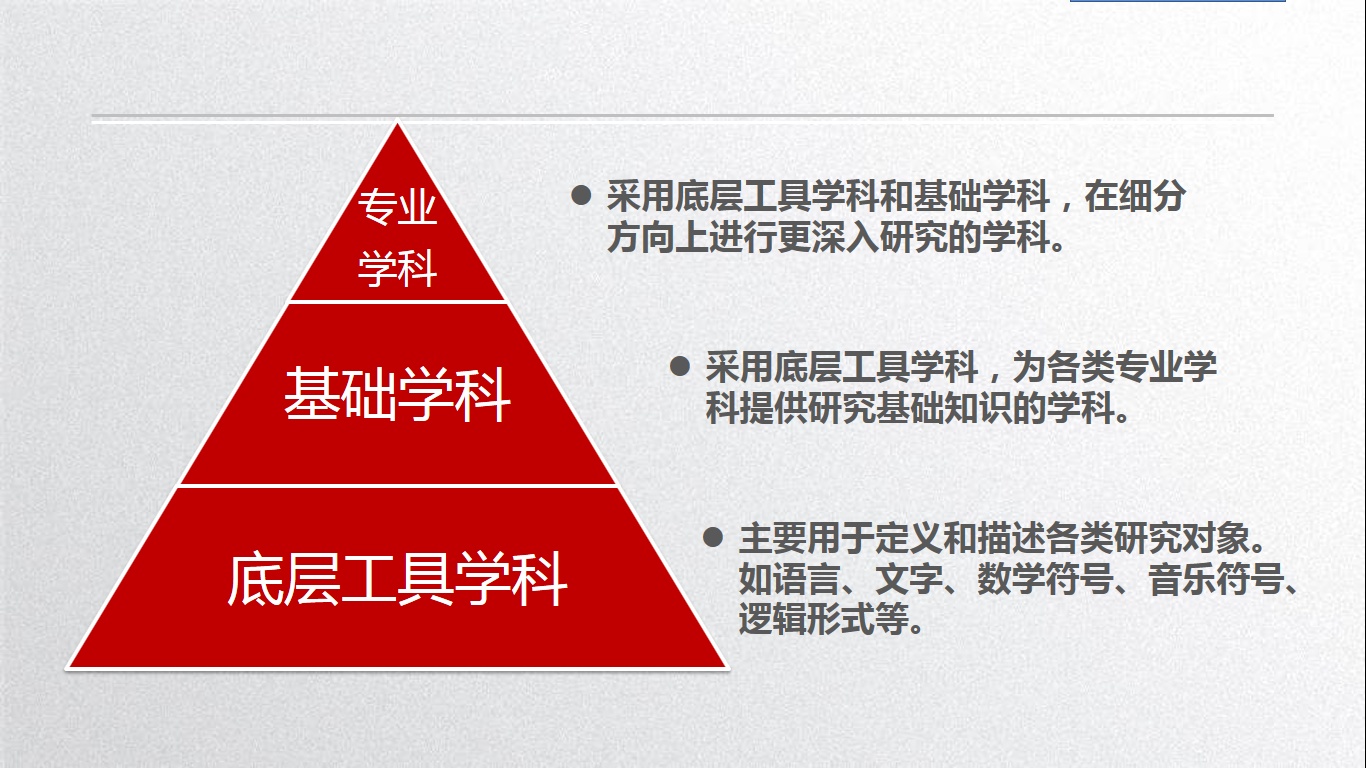 专业
学科
采用底层工具学科和基础学科，在细分
方向上进行更深入研究的学科。
基础学科
采用底层工具学科，为各类专业学
科提供研究基础知识的学科。
底层工具学科
主要用于定义和描述各类研究对象。
如语言、文字、数学符号、音乐符号、
逻辑形式等。